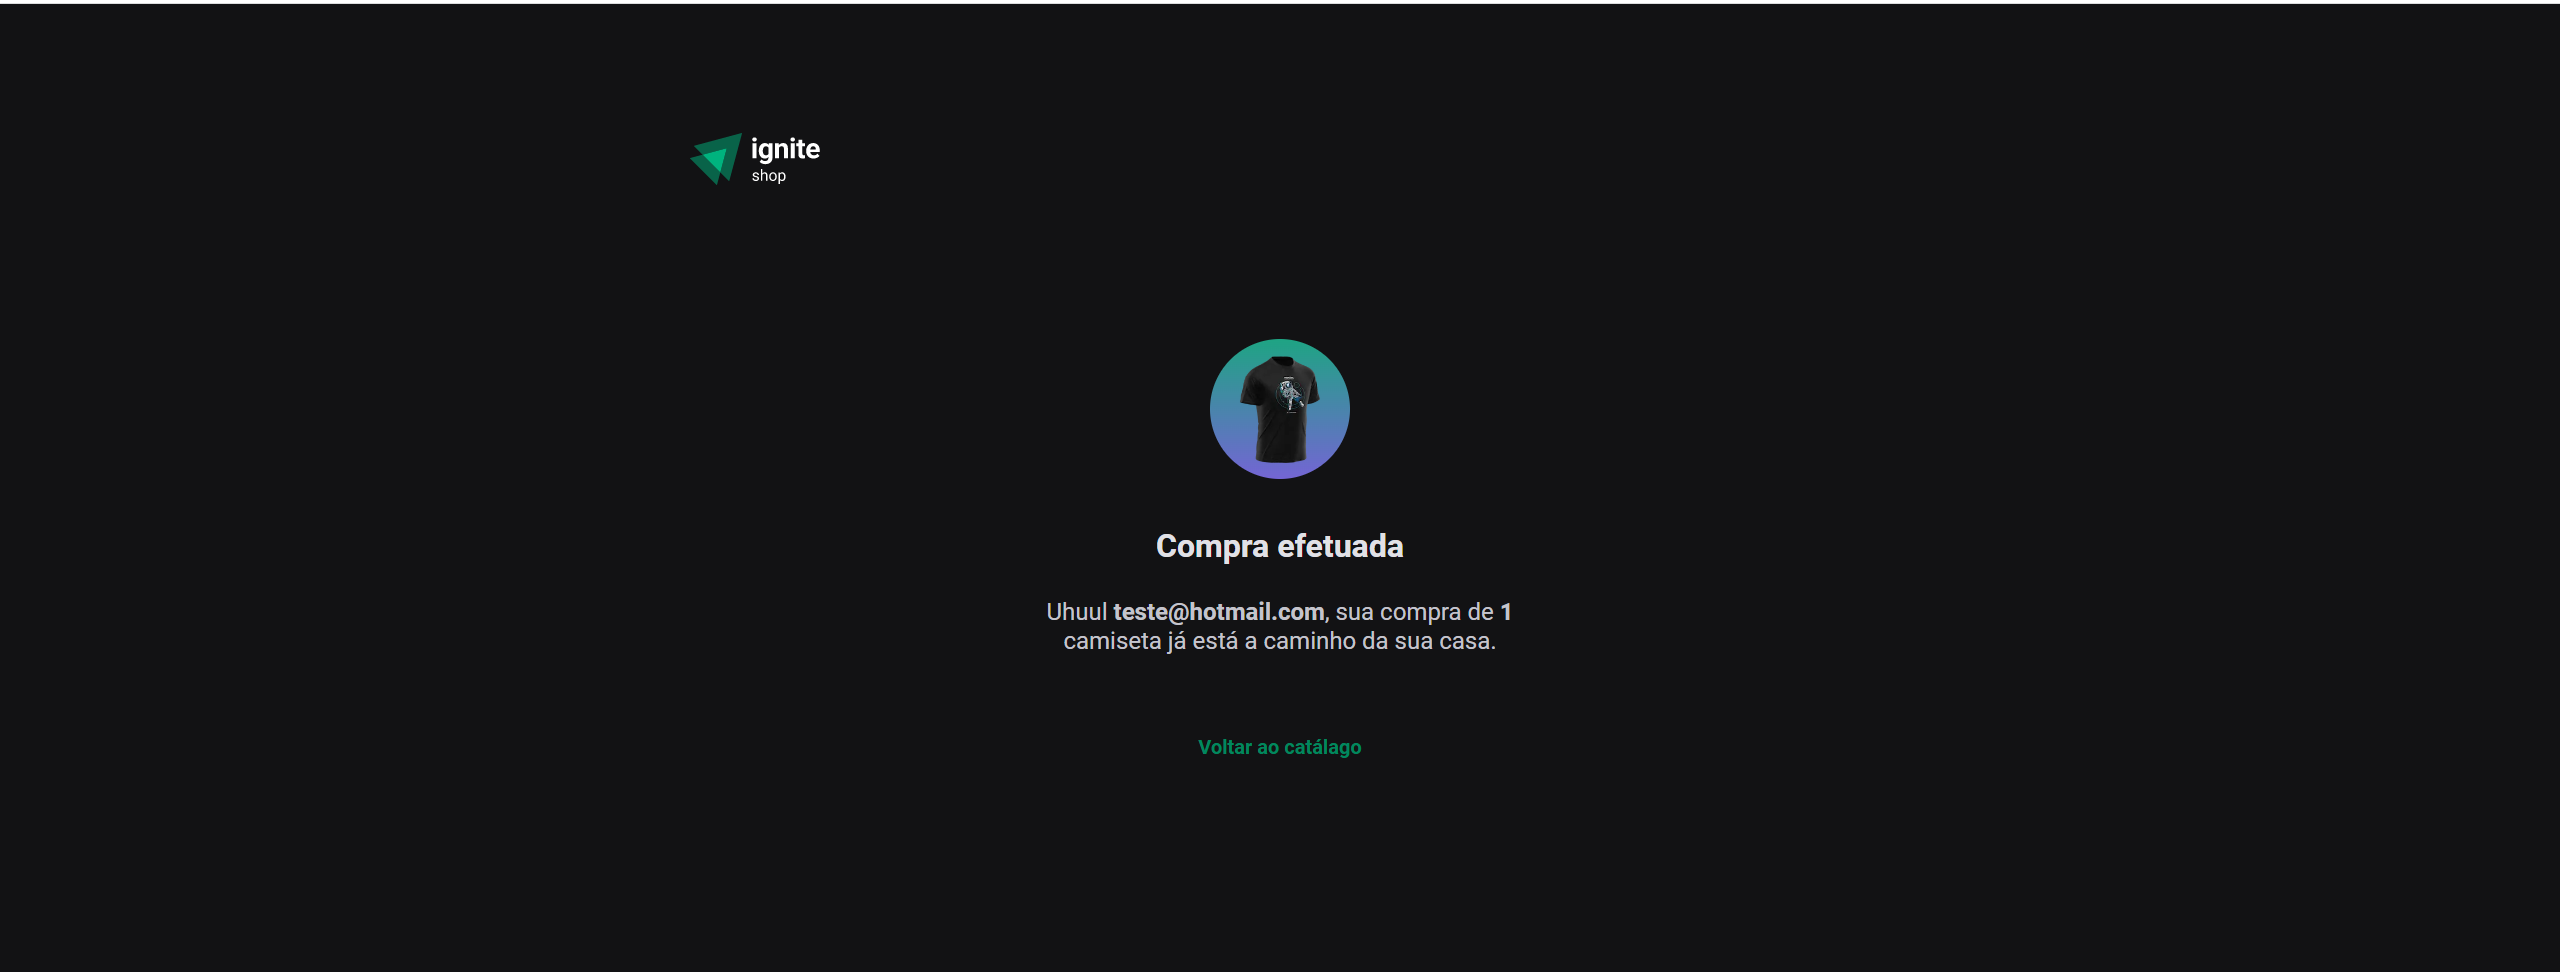 ignite
shop
Compra efetuada
Uhuul teste@hotmail.com, sua compra de 1
camiseta já está a caminho da sua casa.
Voltar ao catálago